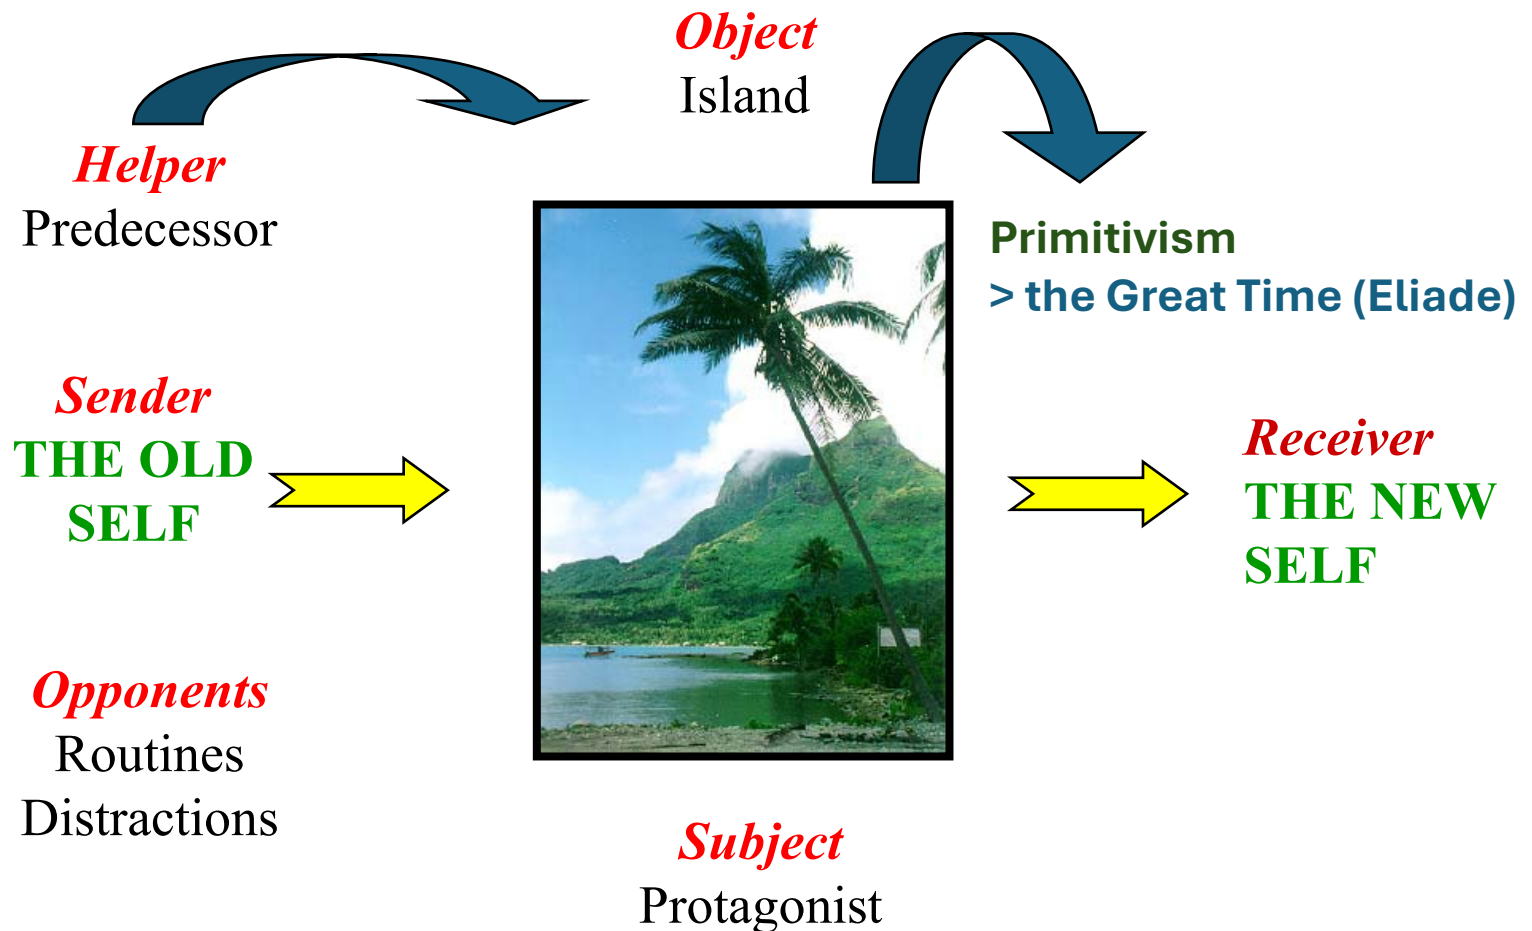 Object
Island
Helper
Predecessor
Primitivism
> the Great Time (Eliade)
Sender
THE OLD
SELF
Receiver
THE NEW
SELF
Opponents
Routines
Distractions
Subject
Protagonist